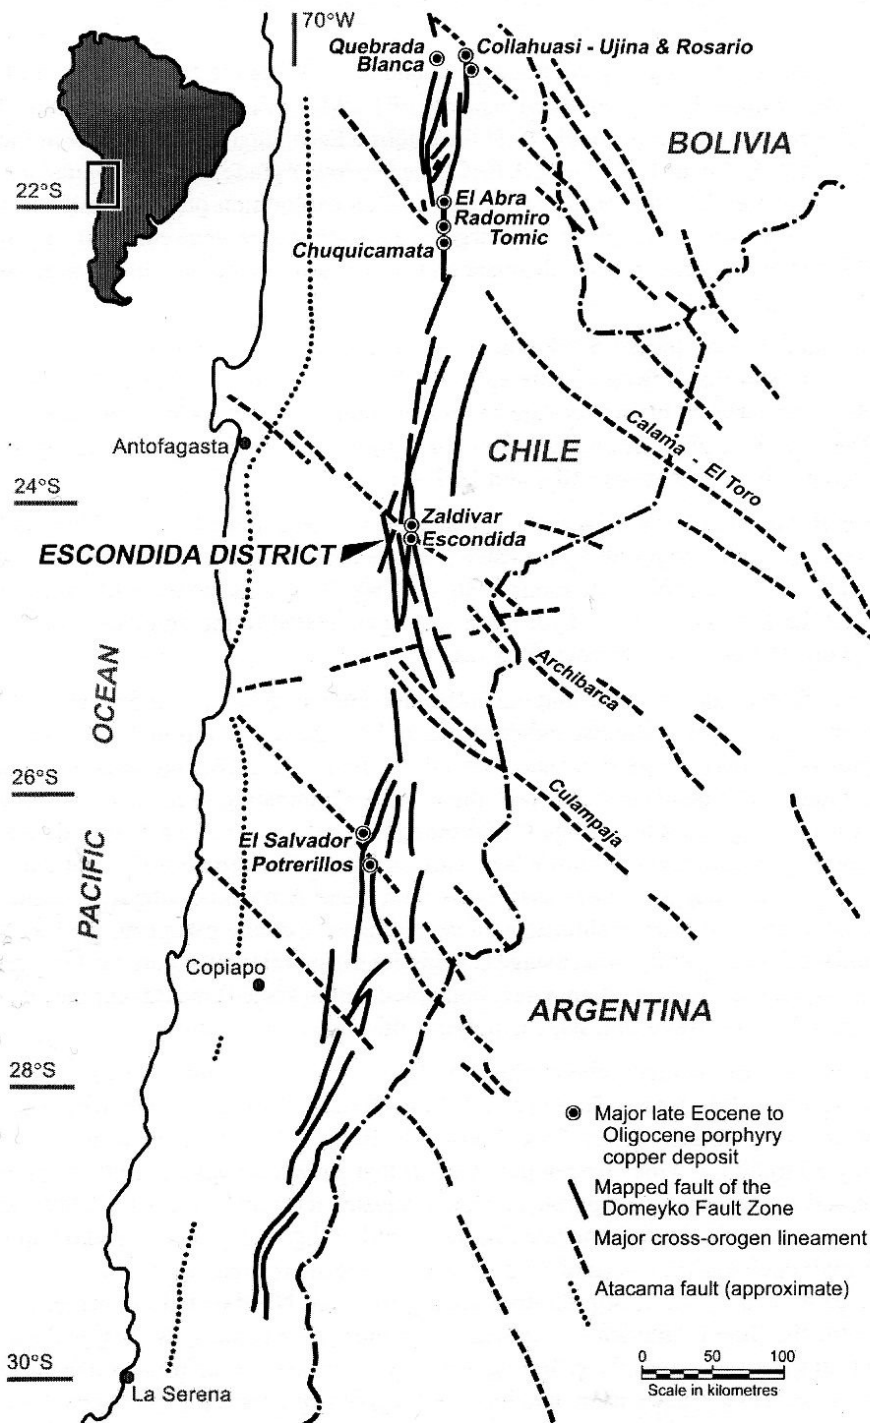 70°W
Quebrada
Blanca
Collahuasi - Ujina & Rosario
BOLIVIA
22°S
El Abra
Radomiro
Tomic
Chuquicamata
Antofagasta
CHILE
Calama - El Toro
24°S
Zaldivar
Escondida
ESCONDIDA DISTRICT
PACIFIC OCEAN
Archibarca
26°S
Culampaja
El Salvador
Potrerillos
Copiapo
ARGENTINA
28°S
Major late Eocene to
Oligocene porphyry
copper deposit
Mapped fault of the
Domeyko Fault Zone
Major cross-orogen lineament
Atacama fault (approximate)
30°S
La Serena
0 50 100
Scale in kilometres